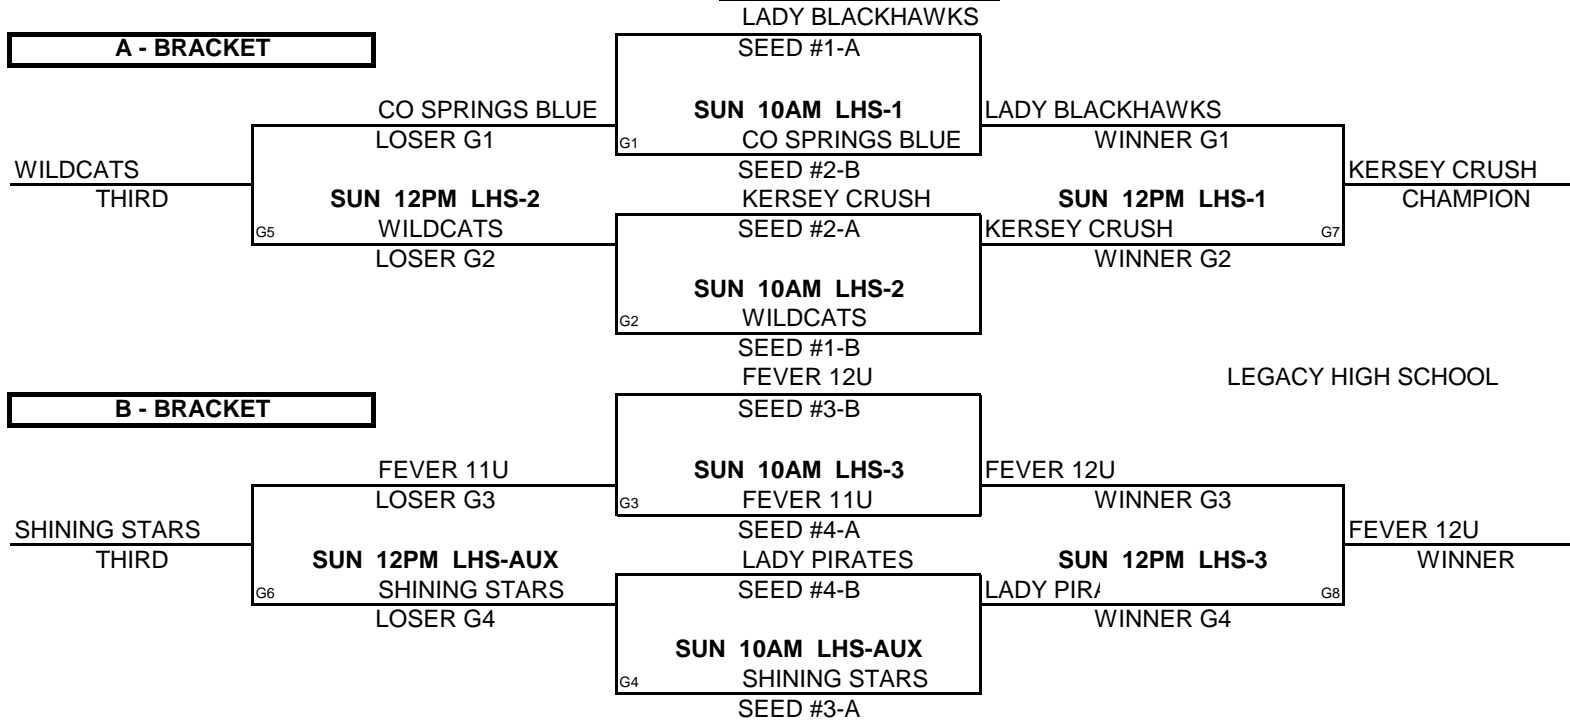 LADY BLACKHAWKS
A - BRACKET
SEED #1-A
CO SPRINGS BLUE
SUN 10AM LHS-1
LADY BLACKHAWKS
LOSER G1
G1
CO SPRINGS BLUE
WINNER G1
WILDCATS
SEED #2-B
KERSEY CRUSH
THIRD
SUN 12PM LHS-2
KERSEY CRUSH
SUN 12PM LHS-1
CHAMPION
G5
WILDCATS
SEED #2-A
KERSEY CRUSH
G7
LOSER G2
WINNER G2
SUN 10AM LHS-2
G2
WILDCATS
SEED #1-B
FEVER 12U
LEGACY HIGH SCHOOL
B - BRACKET
SEED #3-B
FEVER 11U
SUN 10AM LHS-3
FEVER 12U
LOSER G3
G3
FEVER 11U
WINNER G3
SHINING STARS
SEED #4-A
FEVER 12U
THIRD
SUN 12PM LHS-AUX
LADY PIRATES
SUN 12PM LHS-3
WINNER
G6
SHINING STARS
SEED #4-B
LADY PIRA
G8
LOSER G4
WINNER G4
SUN 10AM LHS-AUX
G4
SHINING STARS
SEED #3-A